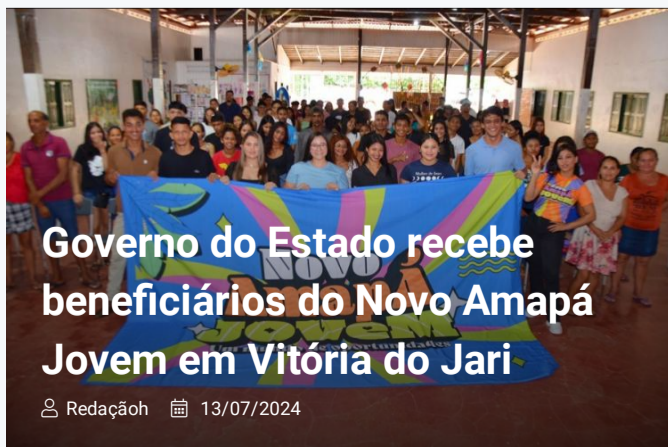 Governo do Estado recebe
beneficiários do Novo Amapá
Jovem em Vitória do Jari
Redaçãoh 13/07/2024
Novo
Amapá
Jovem
oportunidades